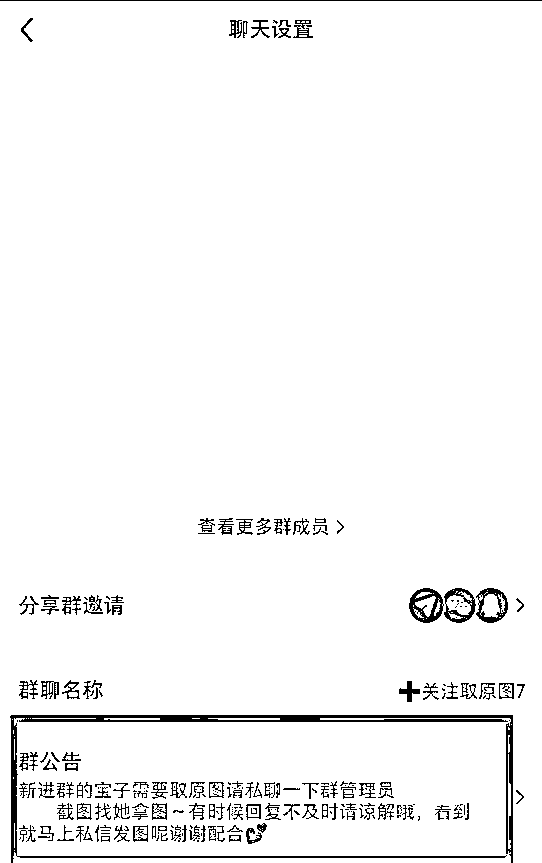 聊天设置
查看更多群成员
分享群邀请
群聊名称
➕关注取原图7
群公告
新进群的宝子需要取原图请私聊一下群管理员
截图找她拿图～有时候回复不及时请谅解哦，看到
就马上私信发图呢谢谢配合